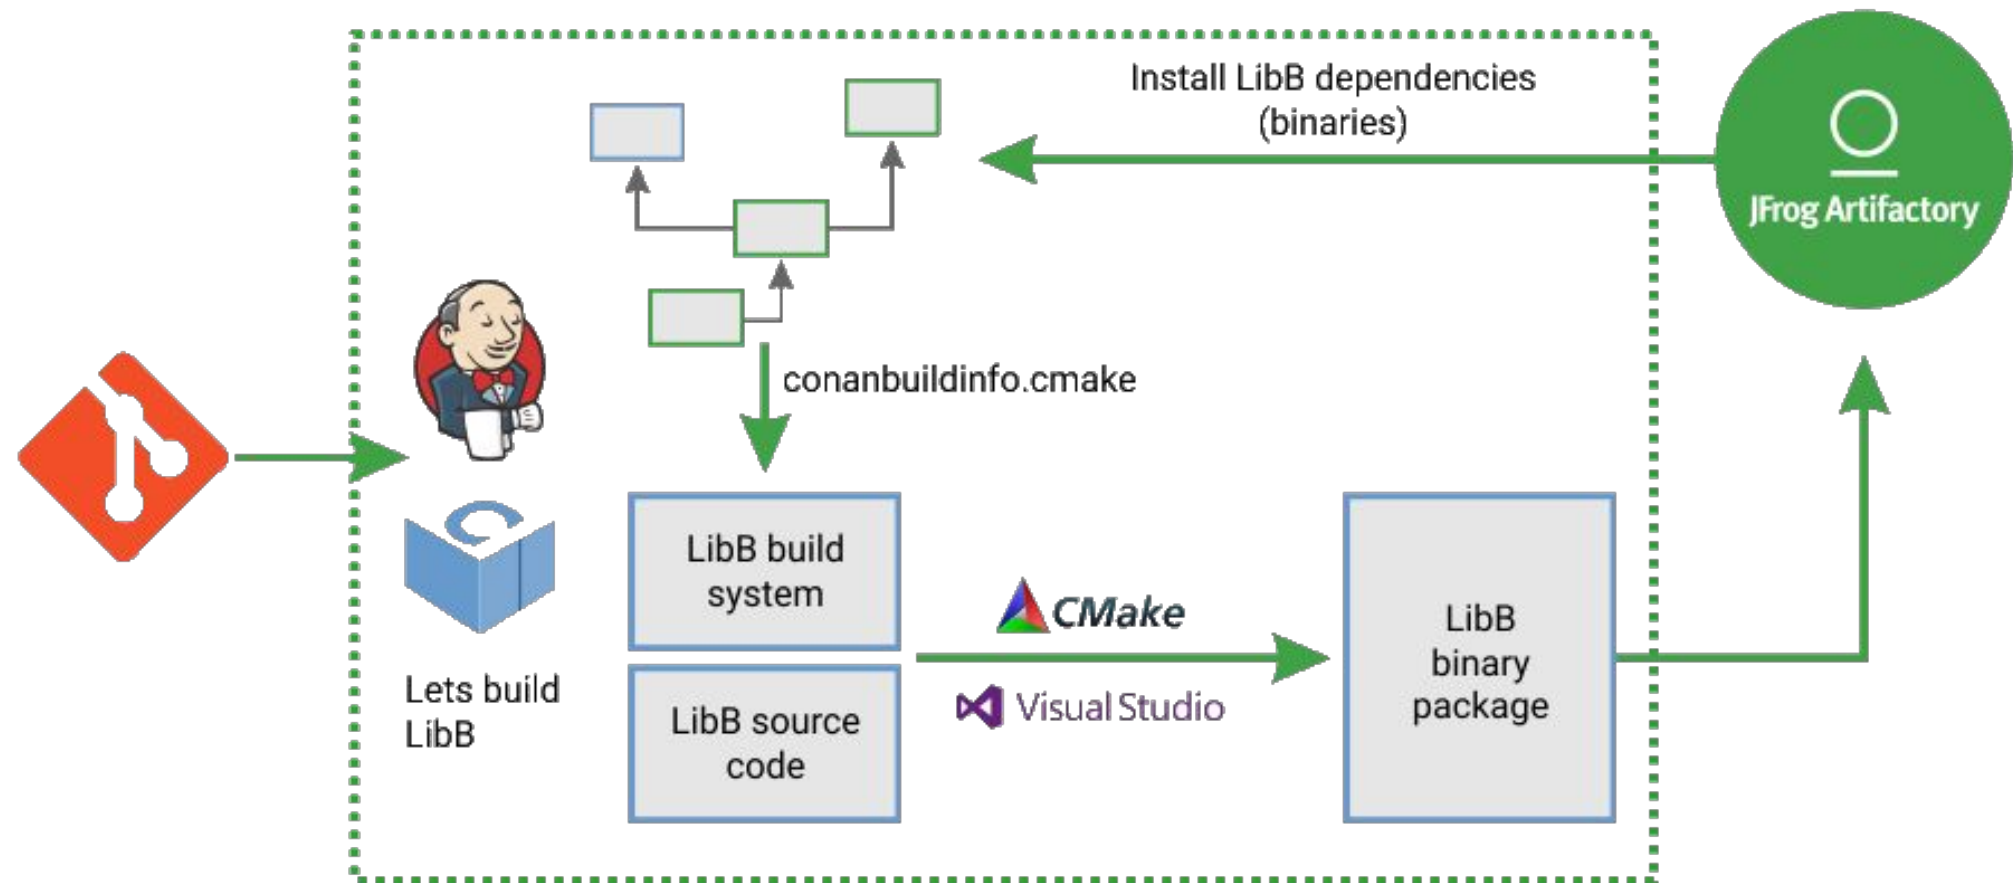 Install LibB dependencies
(binaries)
JFrog Artifactory
conanbuildinfo.cmake
LibB build
system
CMake
LibB
binary
package
Lets build
LibB
Visual Studio
LibB source
code